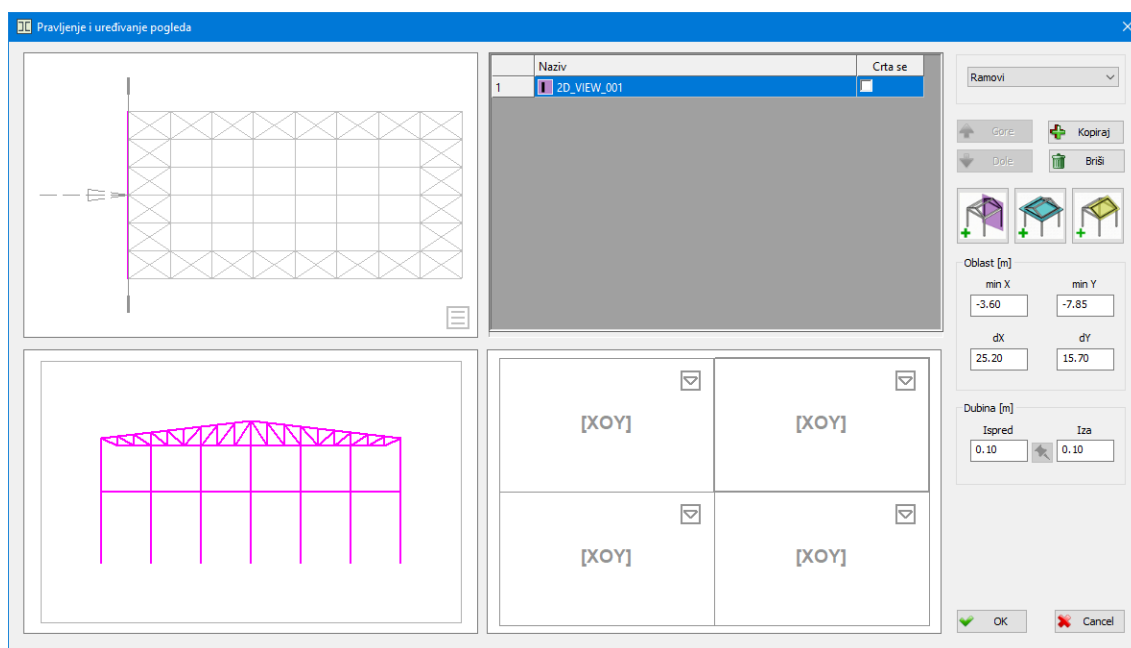 Pravljenje i uređivanje pogleda
Naziv
Crta se
1
2D_VIEW_001
Ramovi
Gore
Kopiraj
Dole
Briši
Oblast [m]
min X
min Y
-3.60
-7.85
dX
dY
25.20
15.70
Dubina [m]
Ispred
Iza
0.10
0.10
[XOY]
[XOY]
[XOY]
[XOY]
OK
Cancel